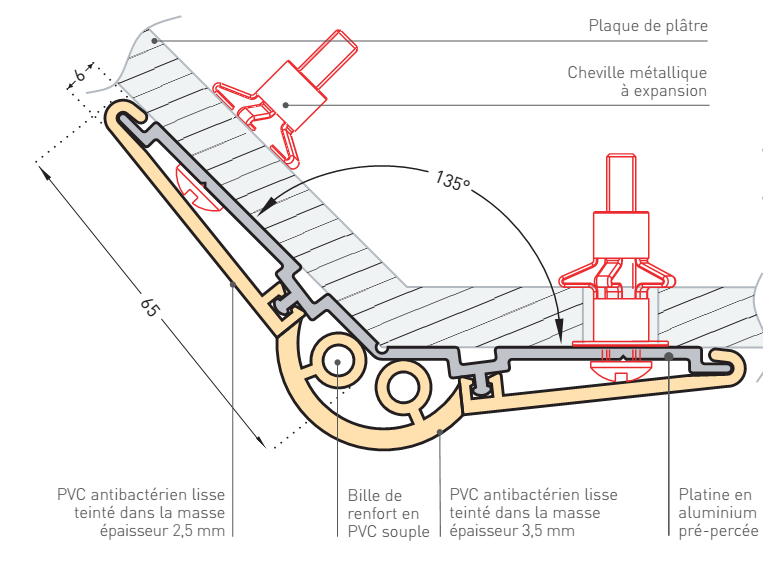 Plaque de plâtre
Cheville métallique
à expansion
6
135°
65
PVC antibactérien lisse
teinté dans la masse
épaisseur 2,5 mm
Bille de
renfort en
PVC souple
PVC antibactérien lisse
teinté dans la masse
épaisseur 3,5 mm
Platine en
aluminium
pré-percée